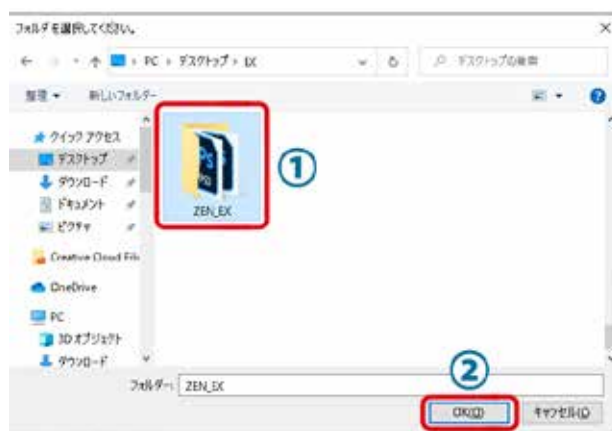 フォルダを選択してください。
PC › デスクトップ › EX
デスクトップの検索
整理 新しいフォルダー
クイック アクセス
デスクトップ
ダウンロード
ドキュメント
ピクチャ
Creative Cloud File
OneDrive
PC
3D オブジェクト
ダウンロード
ZEN_EX
①
フォルダー: ZEN_EX
②
OK(O) キャンセル(C)